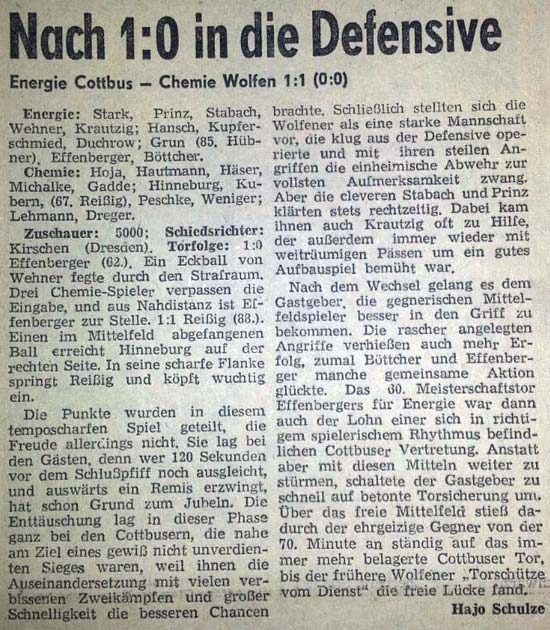 Nach 1:0 in die Defensive
Energie Cottbus – Chemie Wolfen 1:1 (0:0)
Energie: Stark, Prinz, Stabach,
Wehner, Krautzig; Hansch, Kupfer-
schmied, Duchrow; Grun (85. Hüb-
ner), Effenberger, Böttcher.
Chemie: Hoja, Hautmann, Häser,
Michalke, Gadde; Hinneburg, Ku-
bern, (67. Reißig), Peschke, Weniger;
Lehmann, Dreger.
Zuschauer: 5000; Schiedsrichter:
Kirschen (Dresden). Torfolge: 1:0
Effenberger (62.). Ein Eckball von
Wehner fegte durch den Strafraum.
Drei Chemie-Spieler verpassen die
Eingabe, und aus Nahdistanz ist Ef-
fenberger zur Stelle. 1:1 Reißig (88.).
Einen im Mittelfeld abgefangenen
Ball erreicht Hinneburg auf der
rechten Seite. In seine scharfe Flanke
springt Reißig und köpft wuchtig
ein.
Die Punkte wurden in diesem
temposcharfen Spiel geteilt, die
Freude allerdings nicht. Sie lag bei
den Gästen, denn wer 120 Sekunden
vor dem Schlußpfiff noch ausgleicht,
und auswärts ein Remis erzwingt,
hat schon Grund zum Jubeln. Die
Enttäuschung lag in dieser Phase
ganz bei den Cottbusern, die nahe
am Ziel eines gewiß nicht unverdien-
ten Sieges waren, weil ihnen die
Auseinandersetzung mit vielen ver-
bissenen Zweikämpfen und großer
Schnelligkeit die besseren Chancen
brachte. Schließlich stellten sich die
Wolfener als eine starke Mannschaft
vor, die klug aus der Defensive ope-
rierte und mit ihren steilen An-
griffen die einheimische Abwehr zur
vollsten Aufmerksamkeit zwang.
Aber die cleveren Stabach und Prinz
klärten stets rechtzeitig. Dabei kam
ihnen auch Krautzig oft zu Hilfe,
der außerdem immer wieder mit
weiträumigen Pässen um ein gutes
Aufbauspiel bemüht war.
Nach dem Wechsel gelang es dem
Gastgeber, die gegnerischen Mittel-
feldspieler besser in den Griff zu
bekommen. Die rascher angelegten
Angriffe verhießen auch mehr Er-
folg, zumal Böttcher und Effenber-
ger manche gemeinsame Aktion
glückte. Das 60. Meisterschaftstor
Effenbergers für Energie war dann
auch der Lohn einer sich in richti-
gem spielerischem Rhythmus befind-
lichen Cottbuser Vertretung. Anstatt
aber mit diesen Mitteln weiter zu
stürmen, schaltete der Gastgeber zu
schnell auf betonte Torsicherung um.
Über das freie Mittelfeld stieß da-
durch der ehrgeizige Gegner von der
70. Minute an ständig auf das im-
mer mehr belagerte Cottbuser Tor,
bis der frühere Wolfener „Torschütze
vom Dienst" die freie Lücke fand.
Hajo Schulze